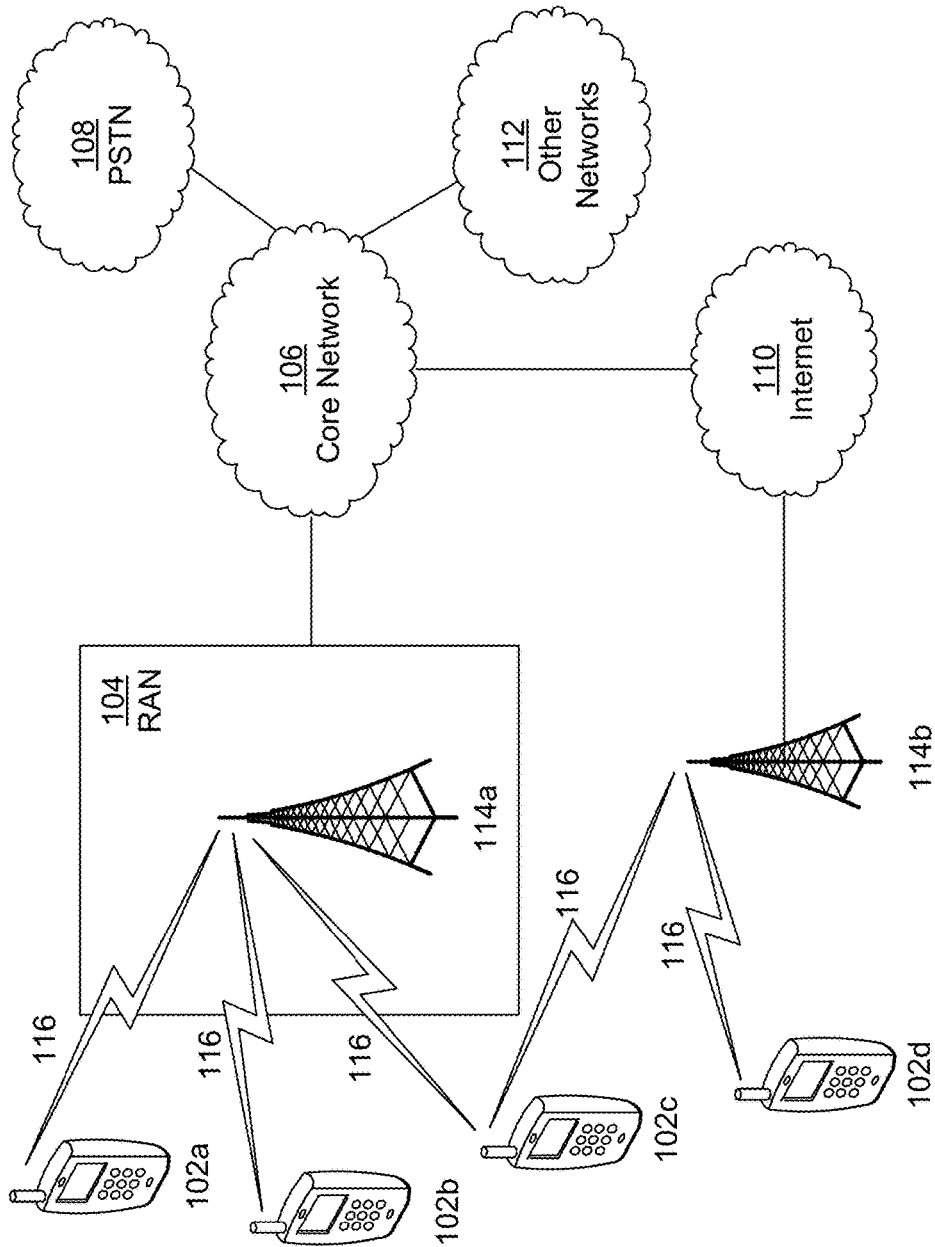 108
PSTN
112
Other
Networks
106
Core Network
110
Internet
104
RAN
114a
114b
116
116
116
116
116
102a
102b
102c
102d